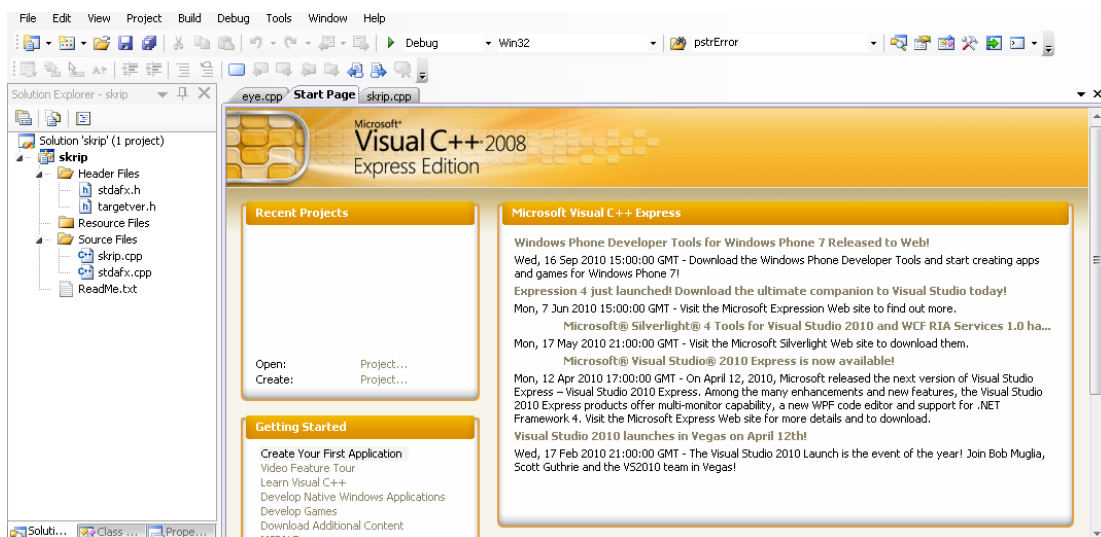 File Edit View Project Build Debug Tools Window Help
Debug Win32 pstrError
Solution Explorer - skrip
eye.cpp Start Page skrip.cpp
Solution 'skrip' (1 project)
skrip
Header Files
stdafx.h
targetver.h
Resource Files
Source Files
skrip.cpp
stdafx.cpp
ReadMe.txt
Soluti... Class ... Prope...
Microsoft®
Visual C++ 2008
Express Edition
Recent Projects
Open: Project...
Create: Project...
Getting Started
Create Your First Application
Video Feature Tour
Learn Visual C++
Develop Native Windows Applications
Develop Games
Download Additional Content
Microsoft Visual C++ Express
Windows Phone Developer Tools for Windows Phone 7 Released to Web!
Wed, 16 Sep 2010 15:00:00 GMT - Download the Windows Phone Developer Tools and start creating apps
and games for Windows Phone 7!
Expression 4 just launched! Download the ultimate companion to Visual Studio today!
Mon, 7 Jun 2010 15:00:00 GMT - Visit the Microsoft Expression Web site to find out more.
Microsoft® Silverlight® 4 Tools for Visual Studio 2010 and WCF RIA Services 1.0 ha...
Mon, 17 May 2010 21:00:00 GMT - Visit the Microsoft Silverlight Web site to download them.
Microsoft® Visual Studio® 2010 Express is now available!
Mon, 12 Apr 2010 17:00:00 GMT - On April 12, 2010, Microsoft released the next version of Visual Studio
Express – Visual Studio 2010 Express. Among the many enhancements and new features, the Visual Studio
2010 Express products offer multi-monitor capability, a new WPF code editor and support for .NET
Framework 4. Visit the Microsoft Express Web site for more details and to download.
Visual Studio 2010 launches in Vegas on April 12th!
Wed, 17 Feb 2010 21:00:00 GMT - The Visual Studio 2010 Launch is the event of the year! Join Bob Muglia,
Scott Guthrie and the VS2010 team in Vegas!